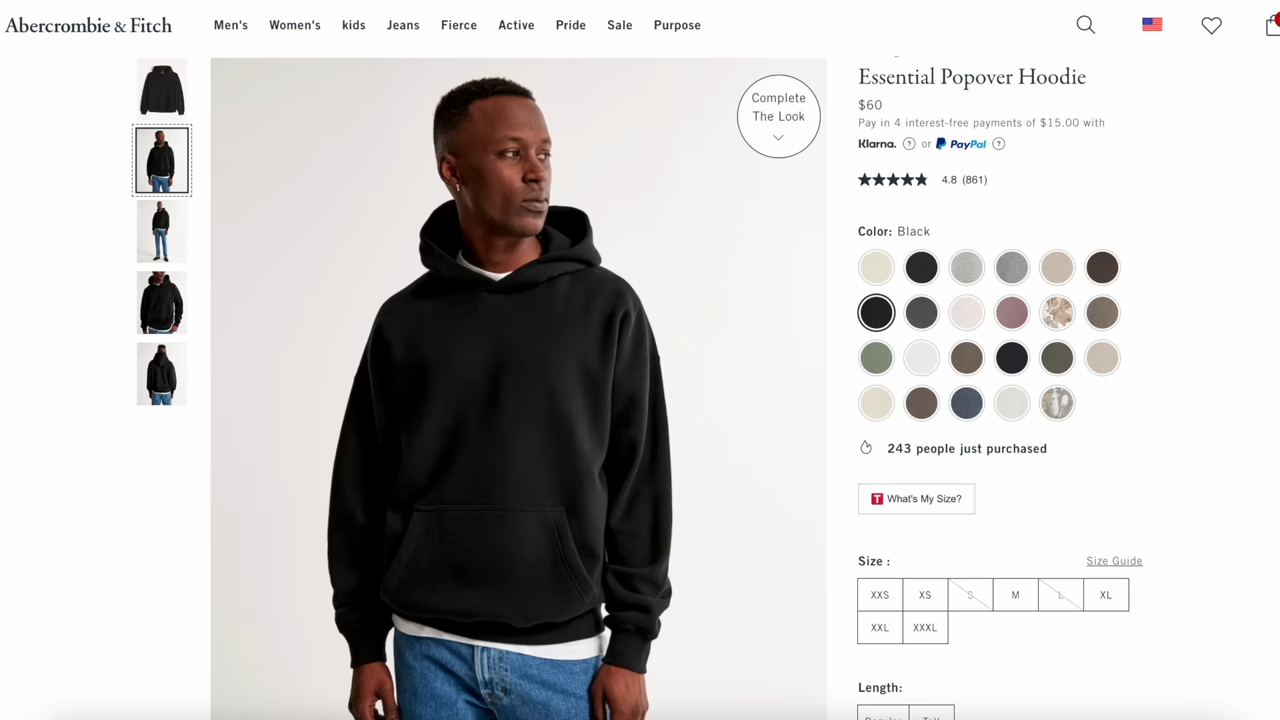 Abercrombie & Fitch
Men's Women's kids Jeans Fierce Active Pride Sale Purpose
Complete
The Look
Essential Popover Hoodie
$60
Pay in 4 interest-free payments of $15.00 with
Klarna. ? or PayPal ?
4.8 (861)
Color: Black
243 people just purchased
T What's My Size?
Size : Size Guide
XXS XS S M L XL
XXL XXXL
Length:
Regular Tall